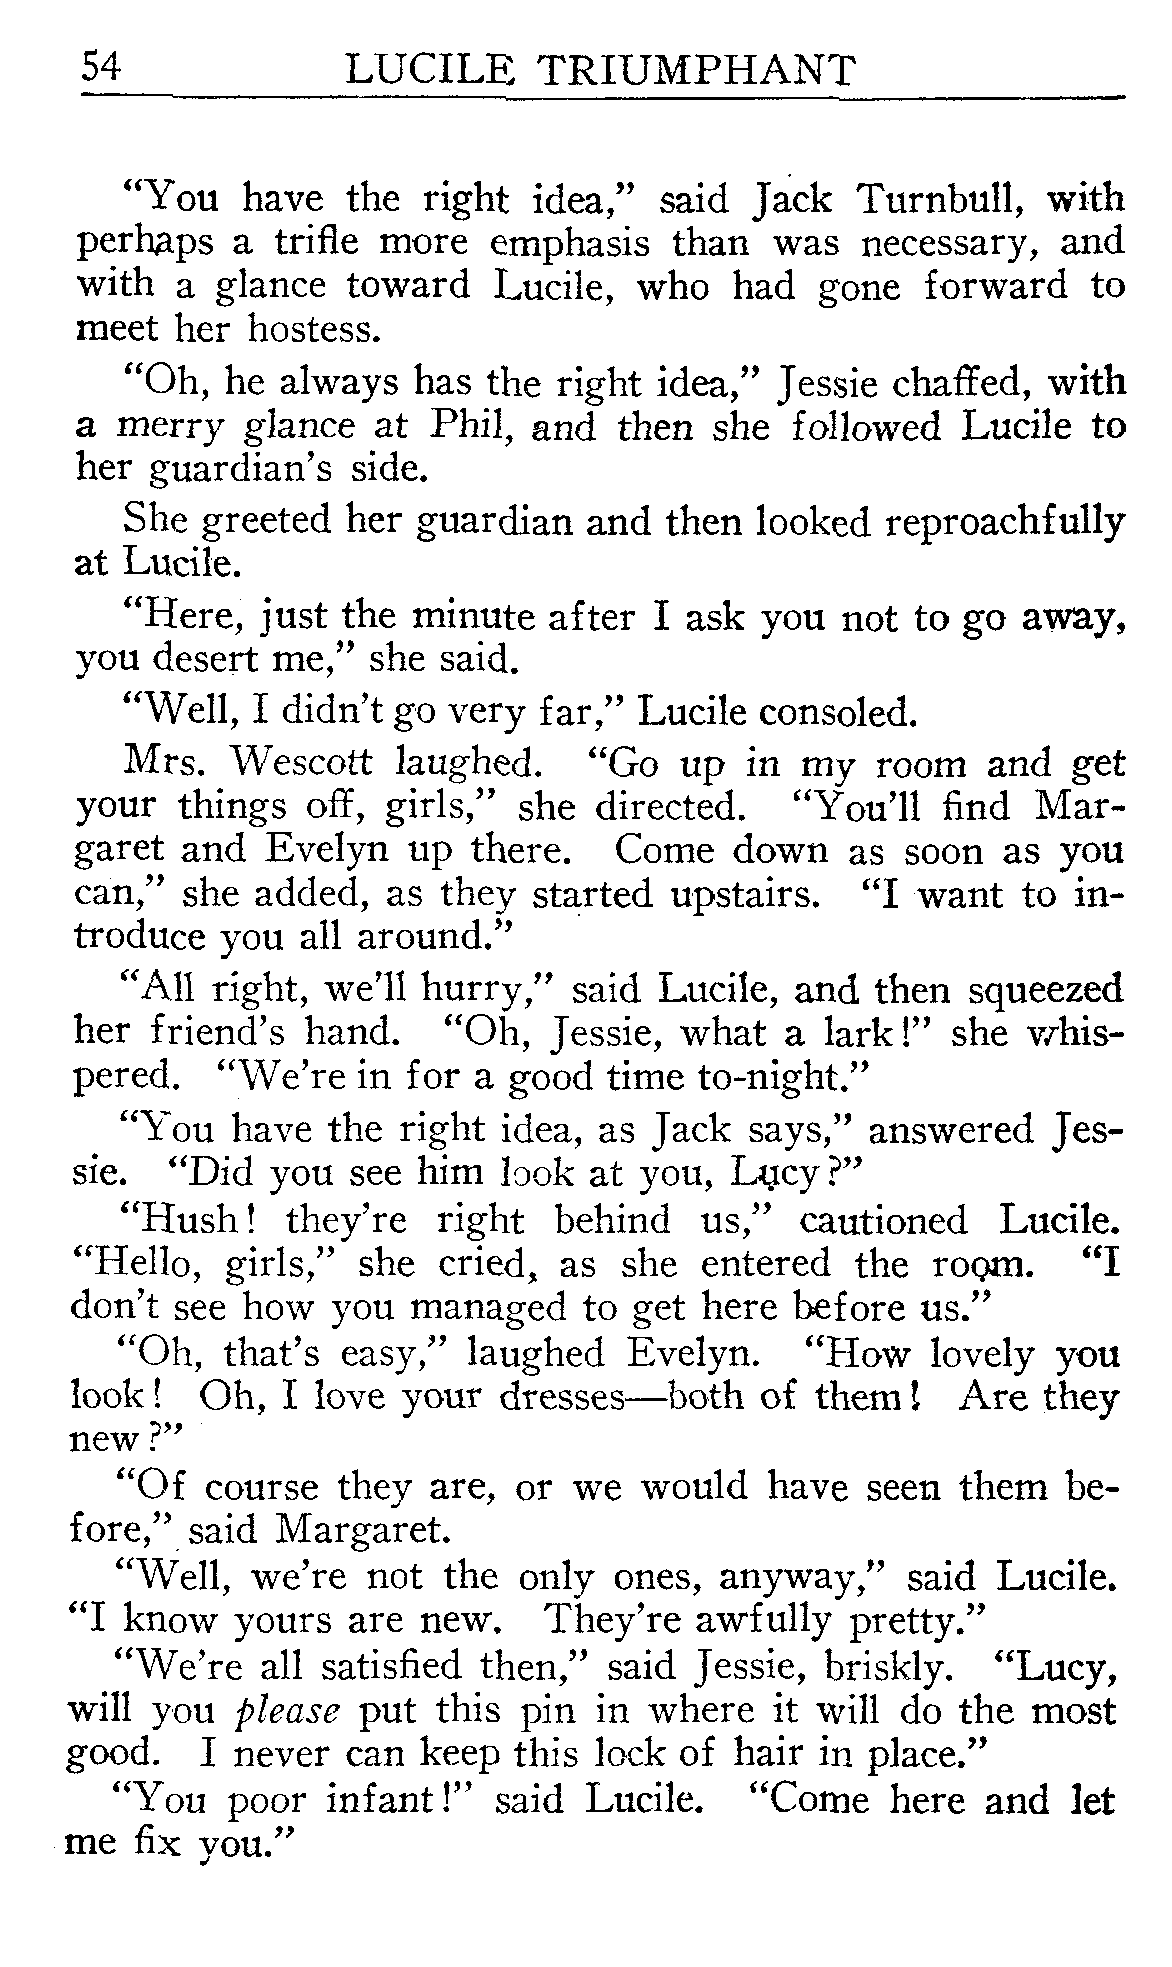 54 LUCILE TRIUMPHANT
“You have the right idea,” said Jack Turnbull, with
perhaps a trifle more emphasis than was necessary, and
with a glance toward Lucile, who had gone forward to
meet her hostess.
“Oh, he always has the right idea,” Jessie chaffed, with
a merry glance at Phil, and then she followed Lucile to
her guardian’s side.
She greeted her guardian and then looked reproachfully
at Lucile.
“Here, just the minute after I ask you not to go away,
you desert me,” she said.
“Well, I didn’t go very far,” Lucile consoled.
Mrs. Wescott laughed. “Go up in my room and get
your things off, girls,” she directed. “You’ll find Mar-
garet and Evelyn up there. Come down as soon as you
can,” she added, as they started upstairs. “I want to in-
troduce you all around.”
“All right, we’ll hurry,” said Lucile, and then squeezed
her friend’s hand. “Oh, Jessie, what a lark!” she whis-
pered. “We’re in for a good time to-night.”
“You have the right idea, as Jack says,” answered Jes-
sie. “Did you see him look at you, Lucy?”
“Hush! they’re right behind us,” cautioned Lucile.
“Hello, girls,” she cried, as she entered the room. “I
don’t see how you managed to get here before us.”
“Oh, that’s easy,” laughed Evelyn. “How lovely you
look! Oh, I love your dresses—both of them! Are they
new?”
“Of course they are, or we would have seen them be-
fore,” said Margaret.
“Well, we’re not the only ones, anyway,” said Lucile.
“I know yours are new. They’re awfully pretty.”
“We’re all satisfied then,” said Jessie, briskly. “Lucy,
will you please put this pin in where it will do the most
good. I never can keep this lock of hair in place.”
“You poor infant!” said Lucile. “Come here and let
me fix you.”